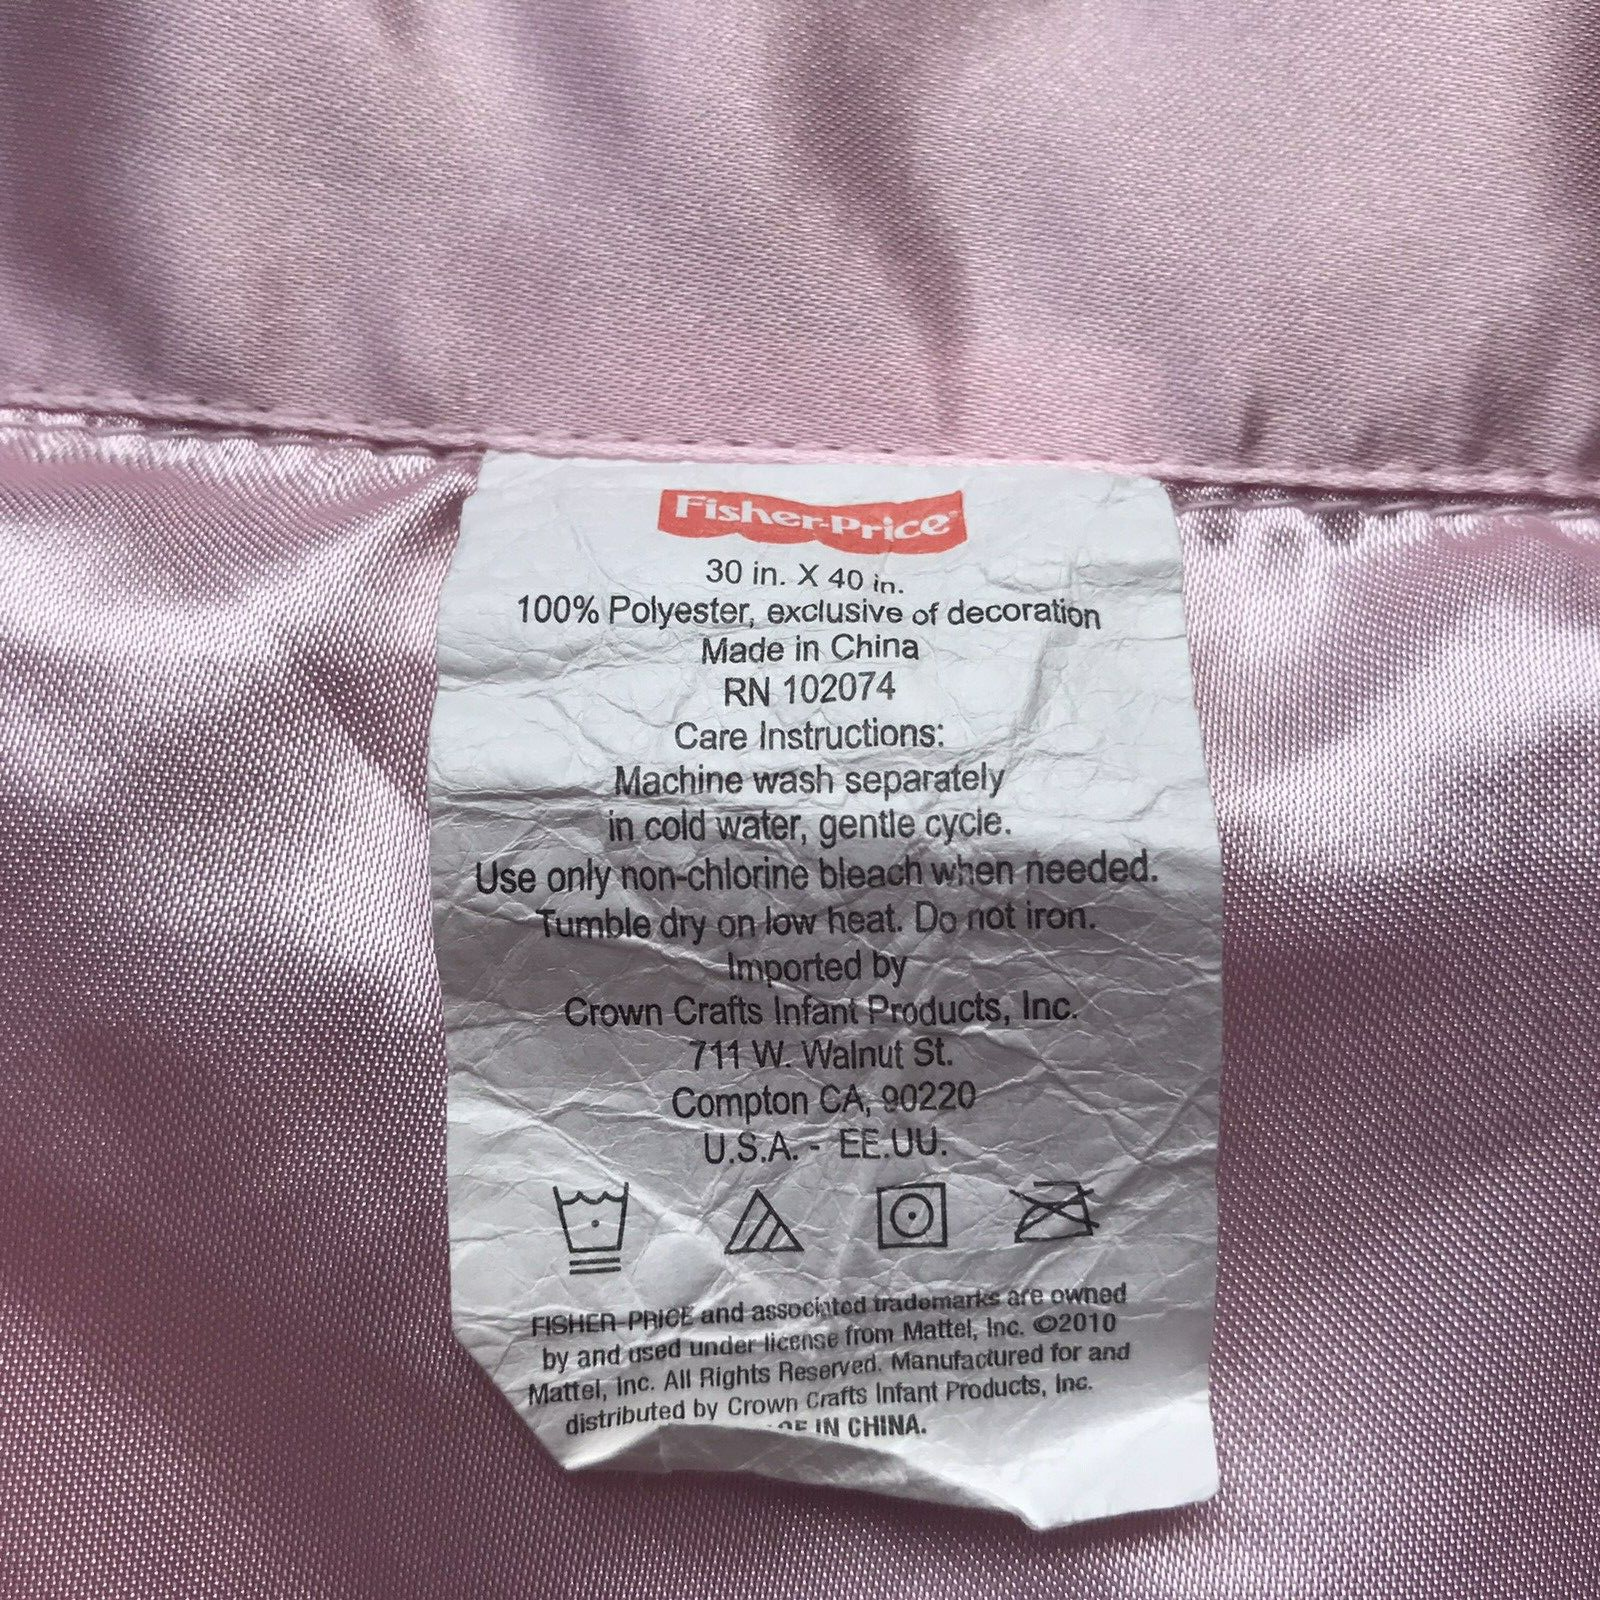 Fisher-Price
30 in. X 40 in.
100% Polyester, exclusive of decoration
Made in China
RN 102074
Care Instructions:
Machine wash separately
in cold water, gentle cycle.
Use only non-chlorine bleach when needed.
Tumble dry on low heat. Do not iron.
Imported by
Crown Crafts Infant Products, Inc.
711 W. Walnut St.
Compton CA, 90220
U.S.A. - EE.UU.
FISHER-PRICE and associated trademarks are owned
by and used under license from Mattel, Inc. ©2010
Mattel, Inc. All Rights Reserved. Manufactured for and
distributed by Crown Crafts Infant Products, Inc.
IN CHINA.